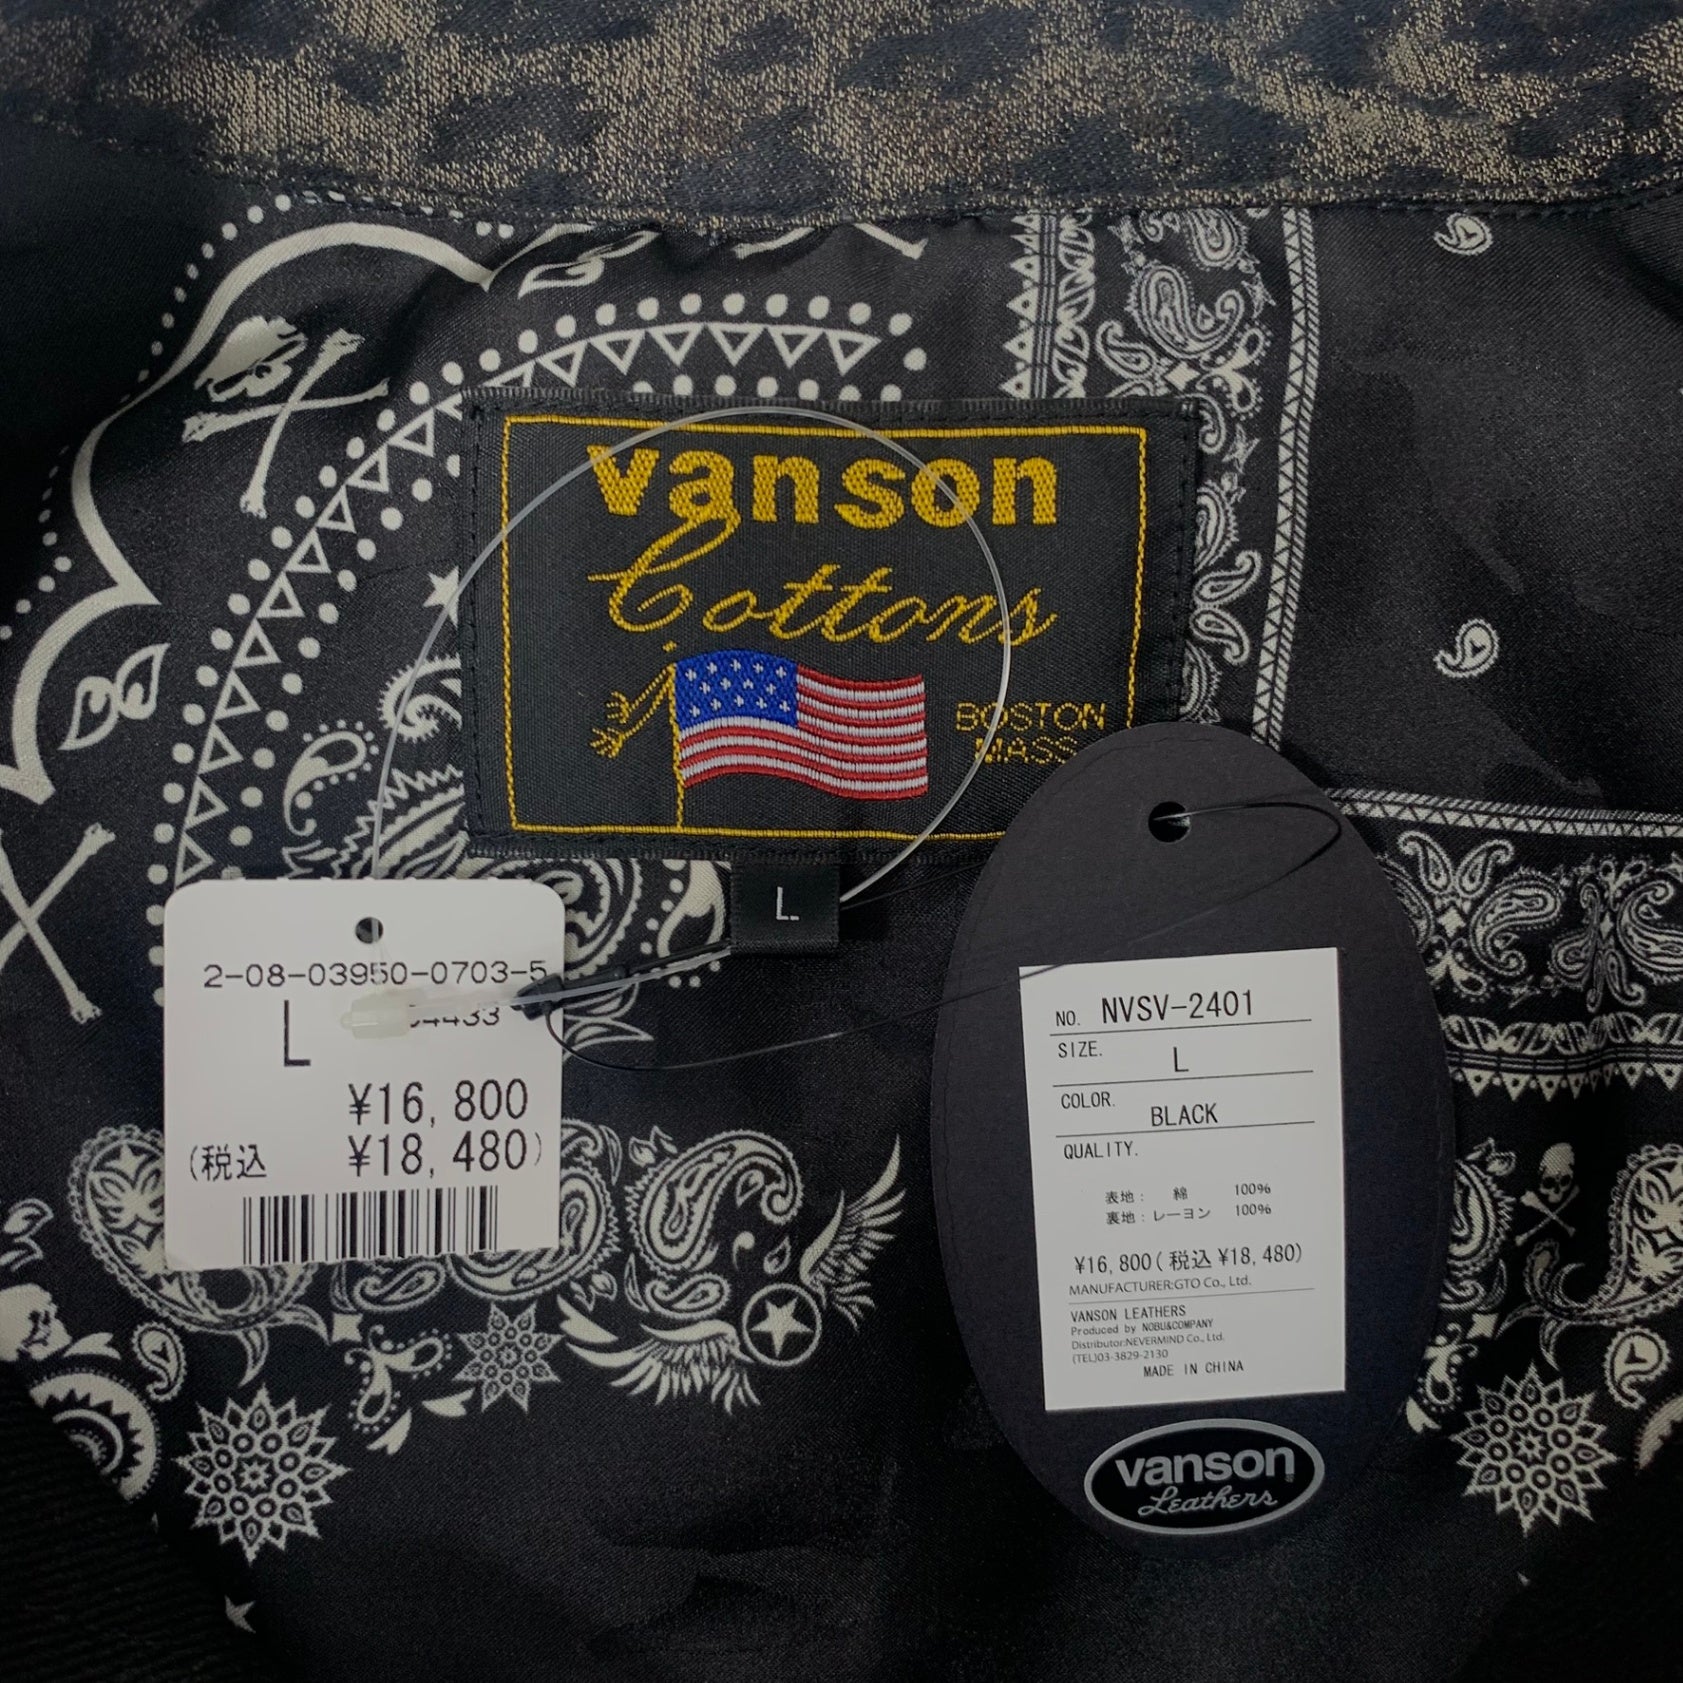 vanson
Cottons
BOSTON
MASS
L
2-08-03950-0703-5
L
¥16,800
(税込 ¥18,480)
NO. NVSV-2401
SIZE. L
COLOR. BLACK
QUALITY.
表地: 綿 100%
裏地:レーヨン 100%
¥16,800(税込¥18,480)
MANUFACTURER:GTO Co., Ltd.
VANSON LEATHERS
Produced by NOBU&COMPANY
Distributor:NEVERMIND Co., Ltd.
(TEL)03-3829-2130
MADE IN CHINA
vanson
Leathers